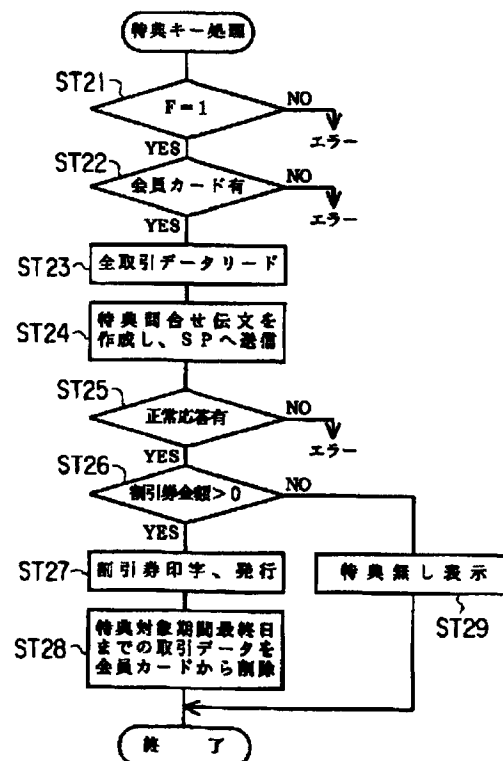 特典キー処理
ST21
F=1
NO
エラー
YES
ST22
会員カード有
NO
エラー
YES
ST23
全取引データリード
ST24
特典問合せ伝文を
作成し、SPへ送信
ST25
正常応答有
NO
エラー
YES
ST26
割引券金額>0
NO
YES
ST27
割引券印字、発行
特典無し表示
ST29
ST28
特典対象期間最終日
までの取引データを
会員カードから削除
終了